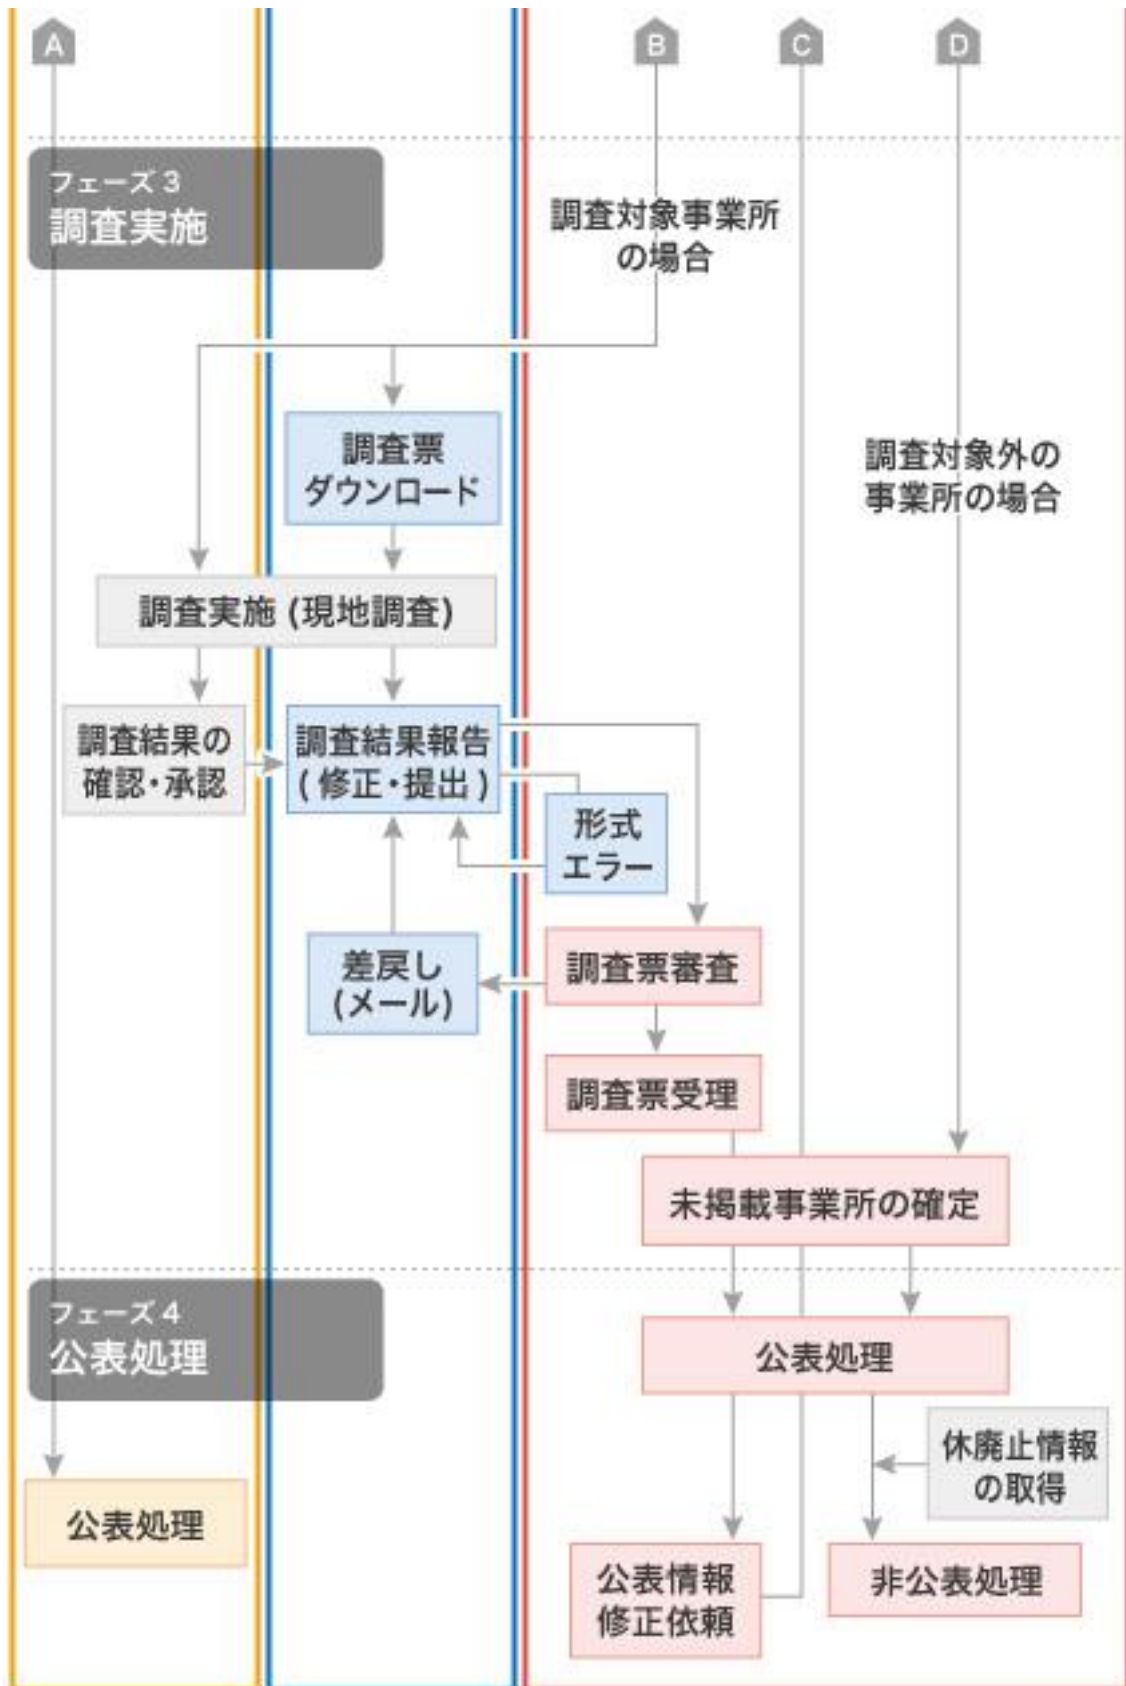 A
B
C
D
フェーズ3
調査実施
調査対象事業所
の場合
調査票
ダウンロード
調査対象外の
事業所の場合
調査実施 (現地調査)
調査結果の
確認・承認
調査結果報告
( 修正・提出 )
形式
エラー
差戻し
(メール)
調査票審査
調査票受理
未掲載事業所の確定
フェーズ4
公表処理
公表処理
休廃止情報
の取得
公表処理
公表情報
修正依頼
非公表処理